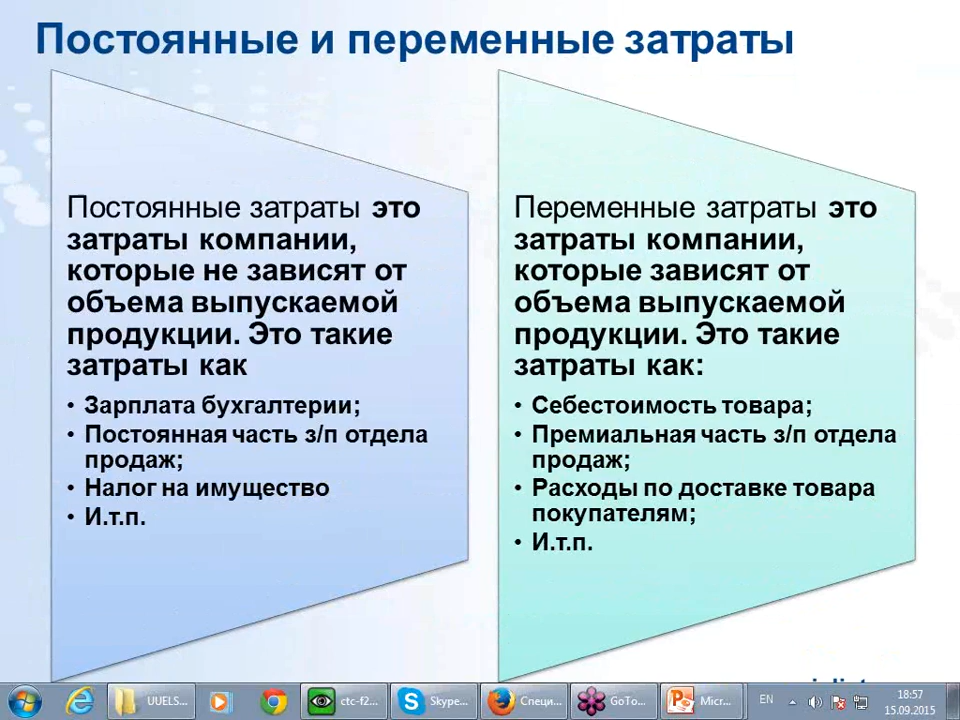 Постоянные и переменные затраты
Постоянные затраты это
затраты компании,
которые не зависят от
объема выпускаемой
продукции. Это такие
затраты как
• Зарплата бухгалтерии;
• Постоянная часть з/п отдела
продаж;
• Налог на имущество
• И.т.п.
Переменные затраты это
затраты компании,
которые зависят от
объема выпускаемой
продукции. Это такие
затраты как:
• Себестоимость товара;
• Премиальная часть з/п отдела
продаж;
• Расходы по доставке товара
покупателям;
• И.т.п.
UUELS...
ctc-f2...
Skype...
Специ...
GoTo...
Micr...
EN
18:57
15.09.2015